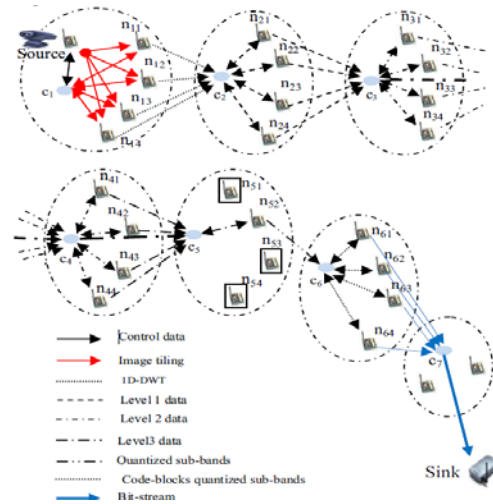 n11
n21
n31
Source
n12
n22
n32
c1
n13
c2
n23
c3
n33
n14
n24
n34
n41
n51
n61
n42
n52
n62
c4
n43
c5
n53
c6
n63
n44
n54
n64
c7
Control data
Image tiling
1D-DWT
Level 1 data
Level 2 data
Level3 data
Quantized sub-bands
Code-blocks quantized sub-bands
Bit-stream
Sink